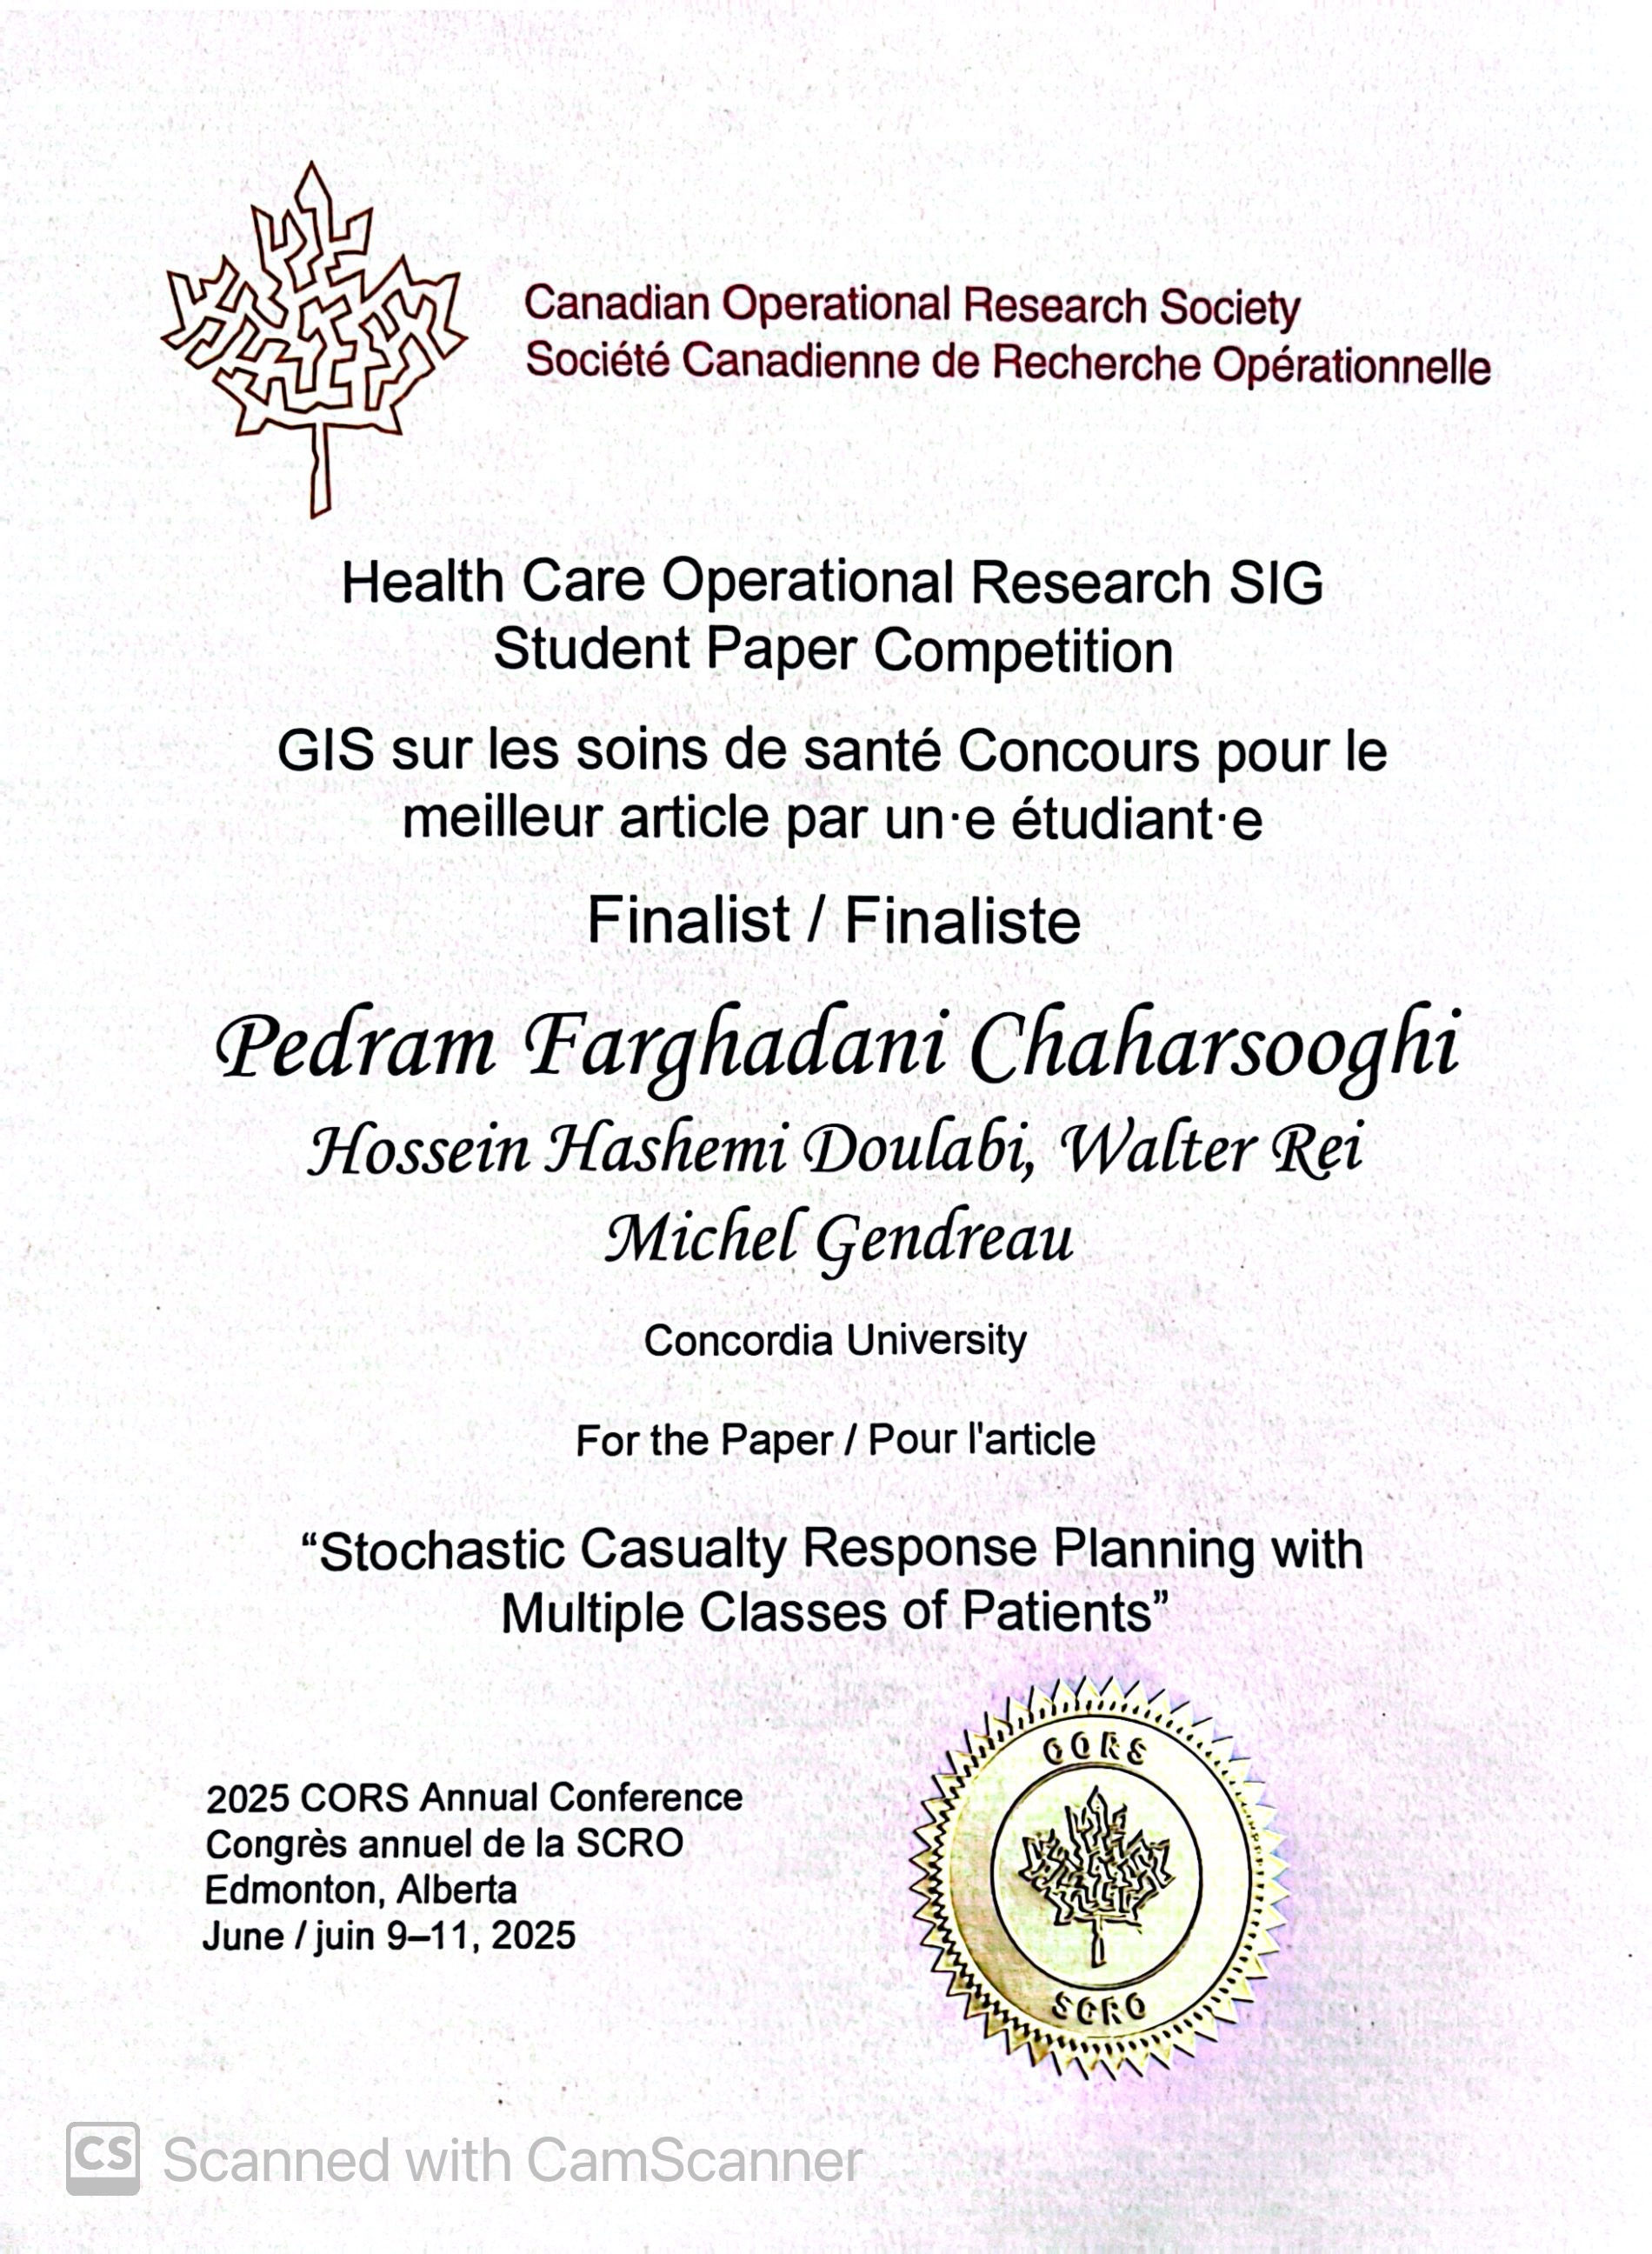 Canadian Operational Research Society
Société Canadienne de Recherche Opérationnelle
Health Care Operational Research SIG
Student Paper Competition
GIS sur les soins de santé Concours pour le
meilleur article par un·e étudiant·e
Finalist / Finaliste
Pedram Farghadani Chaharsooghi
Hossein Hashemi Doulabi, Walter Rei
Michel Gendreau
Concordia University
For the Paper / Pour l'article
“Stochastic Casualty Response Planning with
Multiple Classes of Patients”
2025 CORS Annual Conference
Congrès annuel de la SCRO
Edmonton, Alberta
June / juin 9–11, 2025
CORS
SCRO
CS Scanned with CamScanner